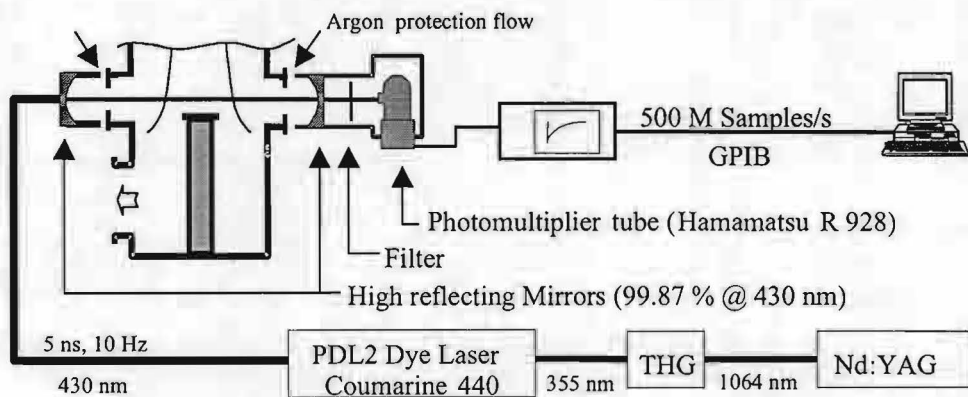 Argon protection flow
500 M Samples/s
GPIB
Photomultiplier tube (Hamamatsu R 928)
Filter
High reflecting Mirrors (99.87 % @ 430 nm)
5 ns, 10 Hz
430 nm
PDL2 Dye Laser
Coumarine 440
355 nm
THG
1064 nm
Nd:YAG